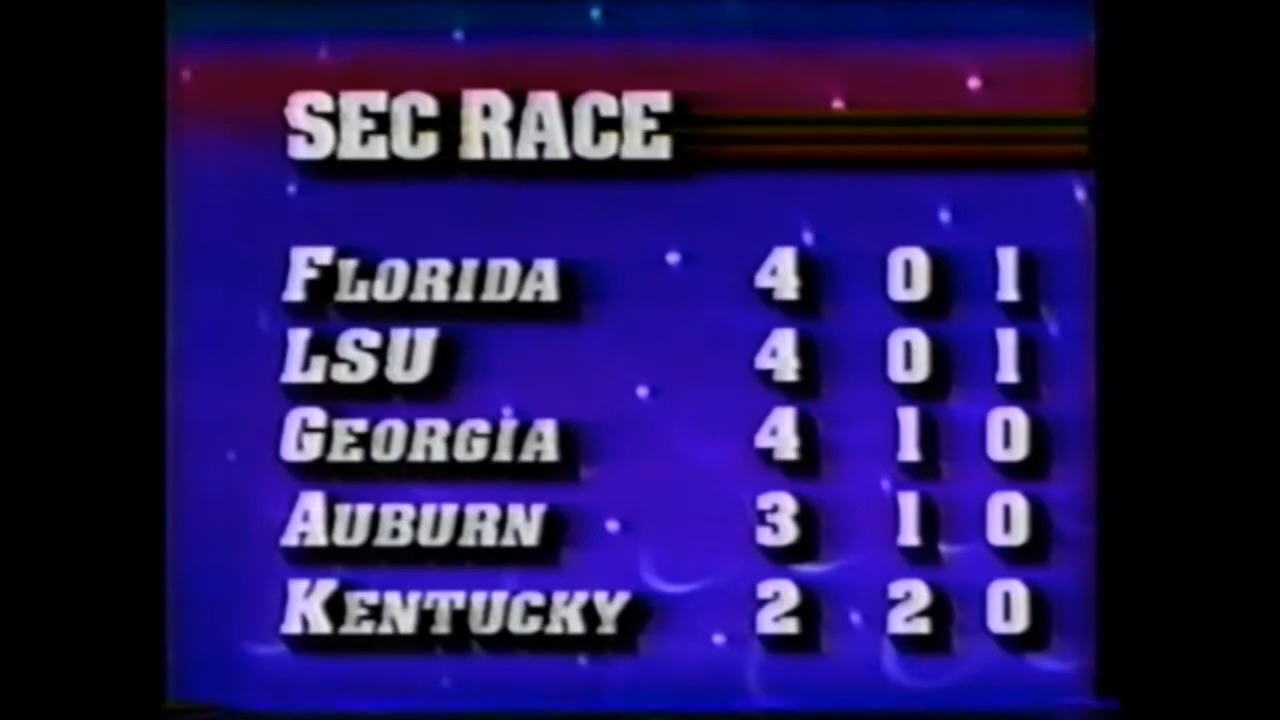 SEC RACE
FLORIDA 4 0 1
LSU 4 0 1
GEORGIA 4 1 0
AUBURN 3 1 0
KENTUCKY 2 2 0